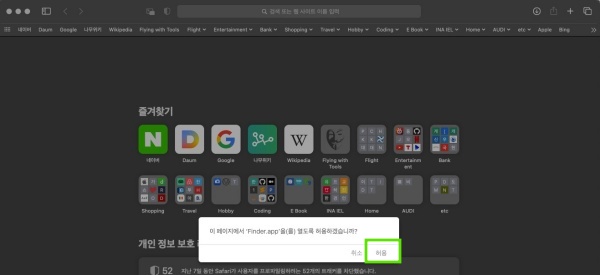 검색 또는 웹 사이트 이름 입력
네이버 Daum Google 나무위키 Wikipedia Flying with Tools Flight Entertainment Bank Shopping Travel Hobby Coding E Book INA IEL Home AUDI etc Apple Bing
즐겨찾기
네이버 Daum Google 나무위키 Wikipedia Flying with Tools Flight Entertainment Bank
Shopping Travel Hobby Coding E Book INA IEL Home AUDI etc
이 페이지에서 'Finder.app'을(를) 열도록 허용하겠습니까?
취소 허용
개인 정보 보호
52 지난 7일 동안 Safari가 사용자를 프로파일링하려는 52개의 트래커를 차단했습니다.